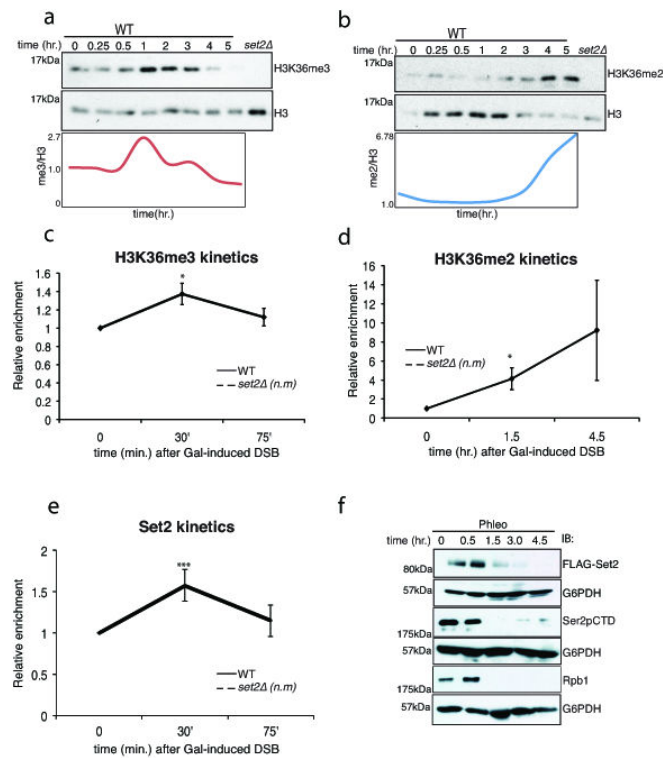 a
WT
time (hr.) 0 0.25 0.5 1 2 3 4 5 set2Δ
17kDa
H3K36me3
17kDa
H3
2.7
1.0
0
me3/H3
time(hr.)
b
WT
time (hr.) 0 0.25 0.5 1 2 3 4 5 set2Δ
17kDa
H3K36me2
17kDa
H3
6.78
1.0
me2/H3
time(hr.)
c
H3K36me3 kinetics
1.6
1.4
1.2
1
0.8
0.6
0.4
0.2
0
Relative enrichment
*
WT
set2Δ (n.m)
0 30' 75'
time (min.) after Gal-induced DSB
d
H3K36me2 kinetics
16
14
12
10
8
6
4
2
0
Relative enrichment
*
WT
set2Δ (n.m)
0 1.5 4.5
time (hr.) after Gal-induced DSB
e
Set2 kinetics
2
1.5
1
0.5
0
Relative enrichment
***
WT
set2Δ (n.m)
0 30' 75'
time (min.) after Gal-induced DSB
f
Phleo
time (hr.) 0 0.5 1.5 3.0 4.5 IB:
80kDa
FLAG-Set2
57kDa
G6PDH
Ser2pCTD
175kDa
57kDa
G6PDH
Rpb1
175kDa
57kDa
G6PDH